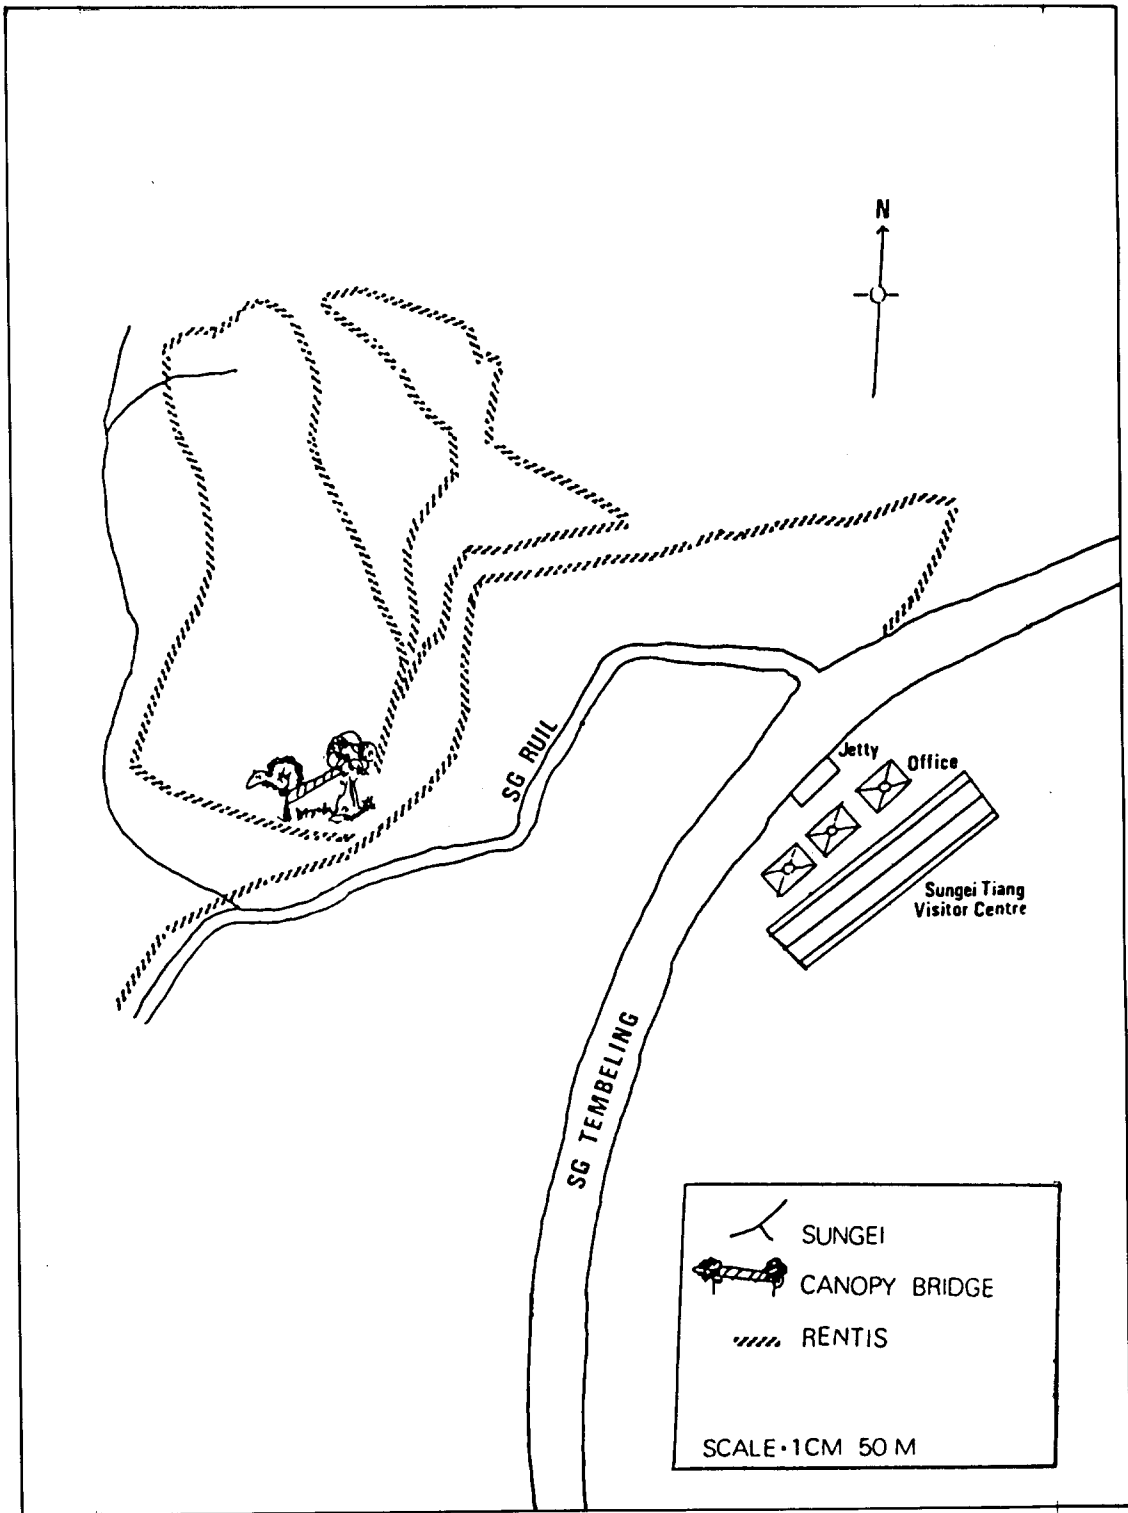 N
SG RUIL
Jetty
Office
Sungei Tiang
Visitor Centre
SG TEMBELING
SUNGEI
CANOPY BRIDGE
RENTIS
SCALE·1CM 50 M